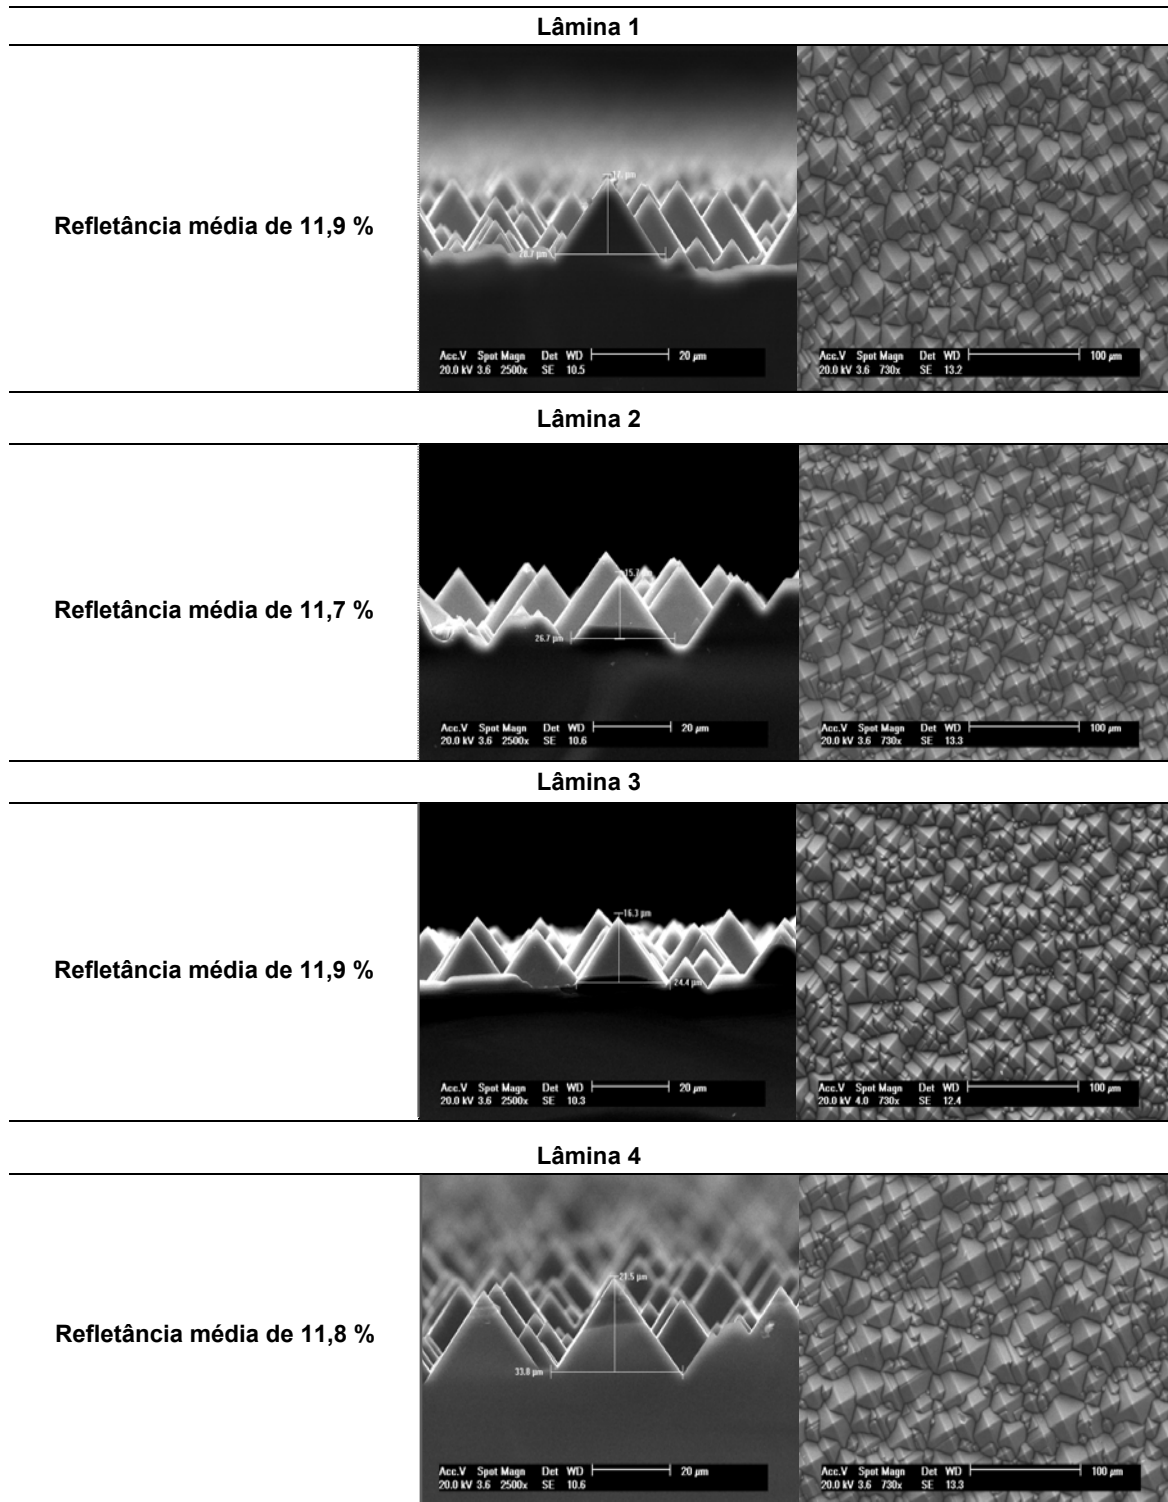 Lâmina 1
Refletância média de 11,9 %
28.7 µm
Acc.V Spot Magn Det WD 20 µm
20.0 kV 3.6 2500x SE 10.5
Acc.V Spot Magn Det WD 100 µm
20.0 kV 3.6 730x SE 13.2
Lâmina 2
Refletância média de 11,7 %
26.7 µm
Acc.V Spot Magn Det WD 20 µm
20.0 kV 3.6 2500x SE 10.6
Acc.V Spot Magn Det WD 100 µm
20.0 kV 3.6 730x SE 13.3
Lâmina 3
Refletância média de 11,9 %
16.3 µm
24.4 µm
Acc.V Spot Magn Det WD 20 µm
20.0 kV 3.6 2500x SE 10.3
Acc.V Spot Magn Det WD 100 µm
20.0 kV 4.0 730x SE 12.4
Lâmina 4
Refletância média de 11,8 %
21.5 µm
33.8 µm
Acc.V Spot Magn Det WD 20 µm
20.0 kV 3.6 2500x SE 10.6
Acc.V Spot Magn Det WD 100 µm
20.0 kV 3.6 730x SE 13.3